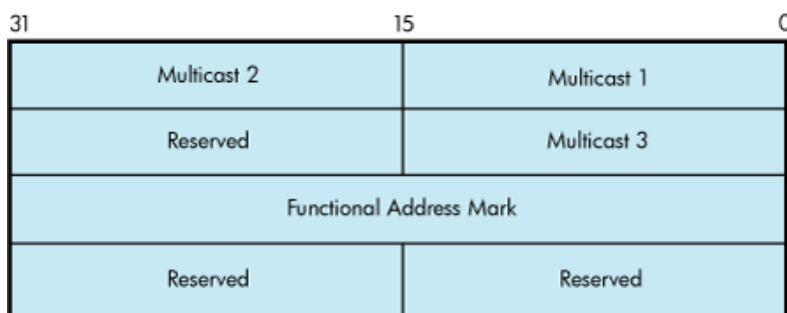 31 15 0
Multicast 2 Multicast 1
Reserved Multicast 3
Functional Address Mark
Reserved Reserved